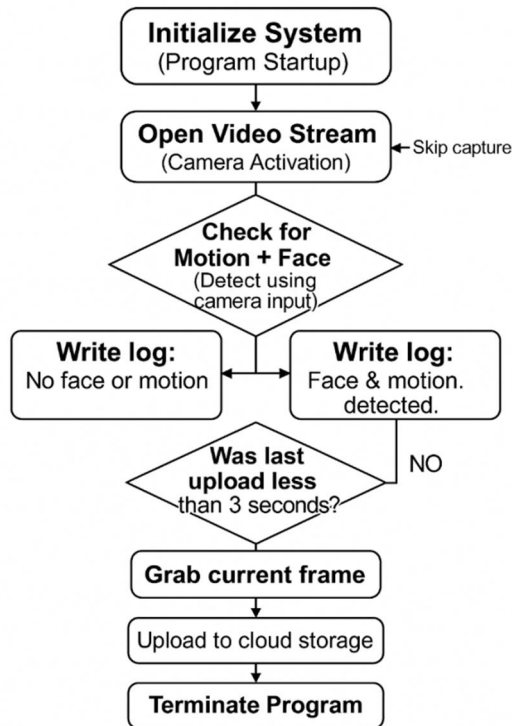 Initialize System
(Program Startup)
Open Video Stream
(Camera Activation)
Skip capture
Check for
Motion + Face
(Detect using
camera input)
Write log:
No face or motion
Write log:
Face & motion.
detected.
Was last
upload less
than 3 seconds?
NO
Grab current frame
Upload to cloud storage
Terminate Program